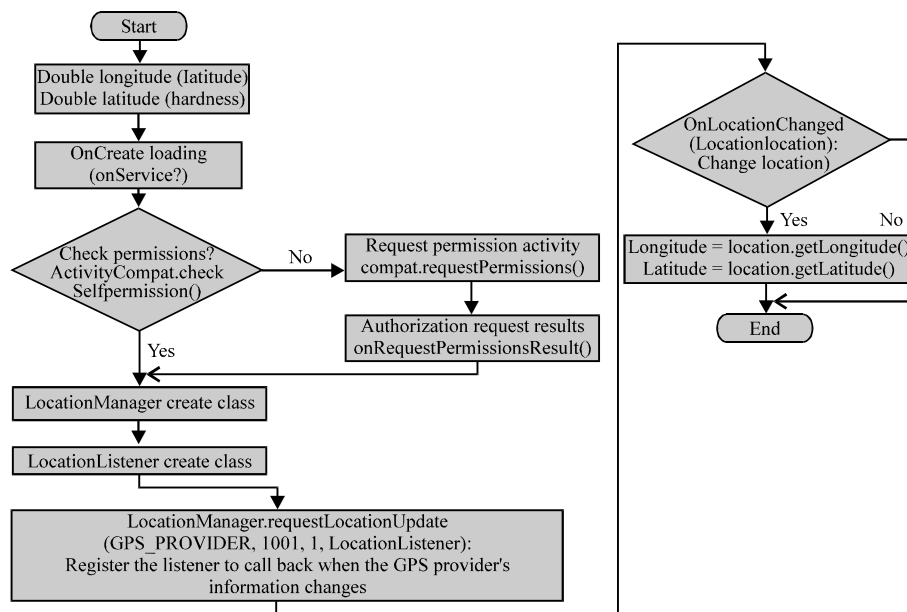 Start
Double longitude (Iatitude)
Double latitude (hardness)
OnCreate loading
(onService?)
Check permissions?
ActivityCompat.check
Selfpermission()
No
Request permission activity
compat.requestPermissions()
Authorization request results
onRequestPermissionsResult()
Yes
LocationManager create class
LocationListener create class
LocationManager.requestLocationUpdate
(GPS_PROVIDER, 1001, 1, LocationListener):
Register the listener to call back when the GPS provider's
information changes
OnLocationChanged
(Locationlocation):
Change location)
Yes
No
Longitude = location.getLongitude()
Latitude = location.getLatitude()
End